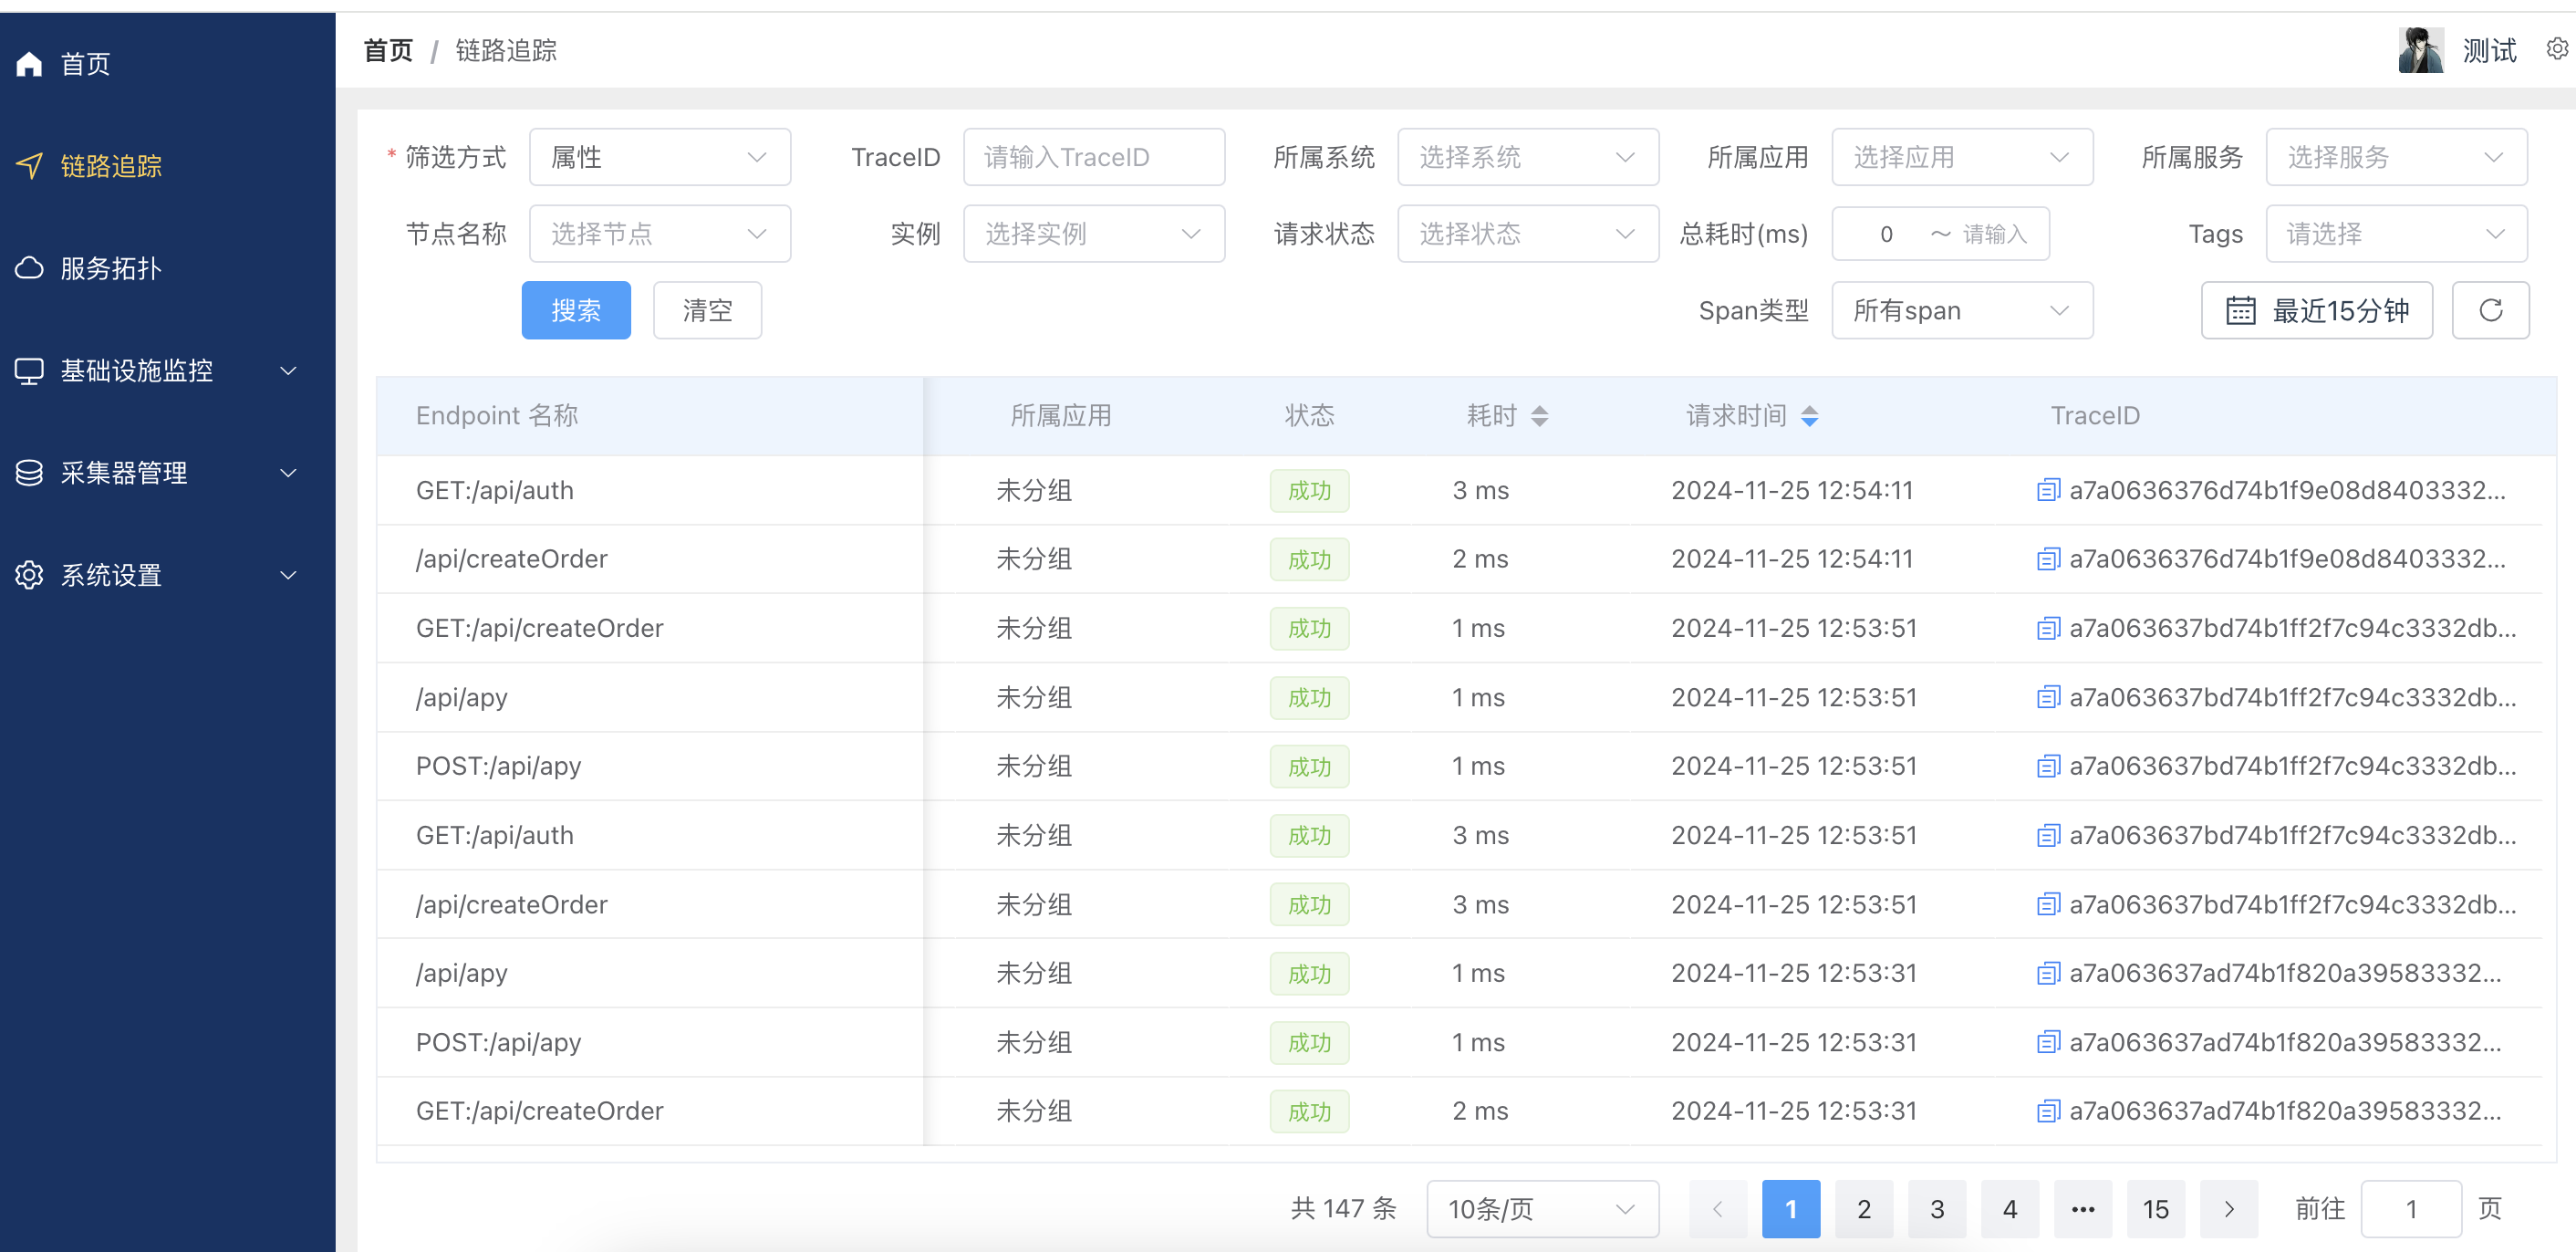 首页
链路追踪
服务拓扑
基础设施监控
采集器管理
系统设置
首页 / 链路追踪
测试
* 筛选方式 属性 TraceID 请输入TraceID 所属系统 选择系统 所属应用 选择应用 所属服务 选择服务
节点名称 选择节点 实例 选择实例 请求状态 选择状态 总耗时(ms) 0 ~ 请输入 Tags 请选择
搜索 清空 Span类型 所有span 最近15分钟
Endpoint 名称 所属应用 状态 耗时 请求时间 TraceID
GET:/api/auth 未分组 成功 3 ms 2024-11-25 12:54:11 a7a0636376d74b1f9e08d8403332...
/api/createOrder 未分组 成功 2 ms 2024-11-25 12:54:11 a7a0636376d74b1f9e08d8403332...
GET:/api/createOrder 未分组 成功 1 ms 2024-11-25 12:53:51 a7a063637bd74b1ff2f7c94c3332db...
/api/apy 未分组 成功 1 ms 2024-11-25 12:53:51 a7a063637bd74b1ff2f7c94c3332db...
POST:/api/apy 未分组 成功 1 ms 2024-11-25 12:53:51 a7a063637bd74b1ff2f7c94c3332db...
GET:/api/auth 未分组 成功 3 ms 2024-11-25 12:53:51 a7a063637bd74b1ff2f7c94c3332db...
/api/createOrder 未分组 成功 3 ms 2024-11-25 12:53:51 a7a063637bd74b1ff2f7c94c3332db...
/api/apy 未分组 成功 1 ms 2024-11-25 12:53:31 a7a063637ad74b1f820a39583332...
POST:/api/apy 未分组 成功 1 ms 2024-11-25 12:53:31 a7a063637ad74b1f820a39583332...
GET:/api/createOrder 未分组 成功 2 ms 2024-11-25 12:53:31 a7a063637ad74b1f820a39583332...
共 147 条 10条/页 1 2 3 4 ••• 15 前往 1 页